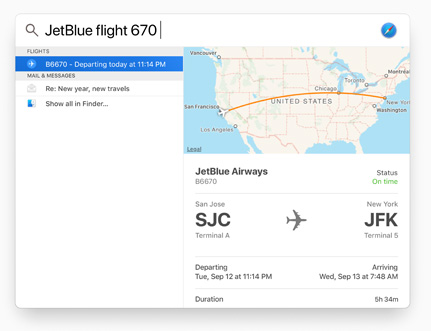 JetBlue flight 670
FLIGHTS
B6670 - Departing today at 11:14 PM
MAIL & MESSAGES
Re: New year, new travels
Show all in Finder...
Vancouver
Montréal
Toronto
Chicago
New York
Washington
UNITED STATES
San Francisco
Los Angeles
Legal
JetBlue Airways
B6670
Status
On time
San Jose
SJC
Terminal A
New York
JFK
Terminal 5
Departing
Tue, Sep 12 at 11:14 PM
Arriving
Wed, Sep 13 at 7:48 AM
Duration
5h 34m